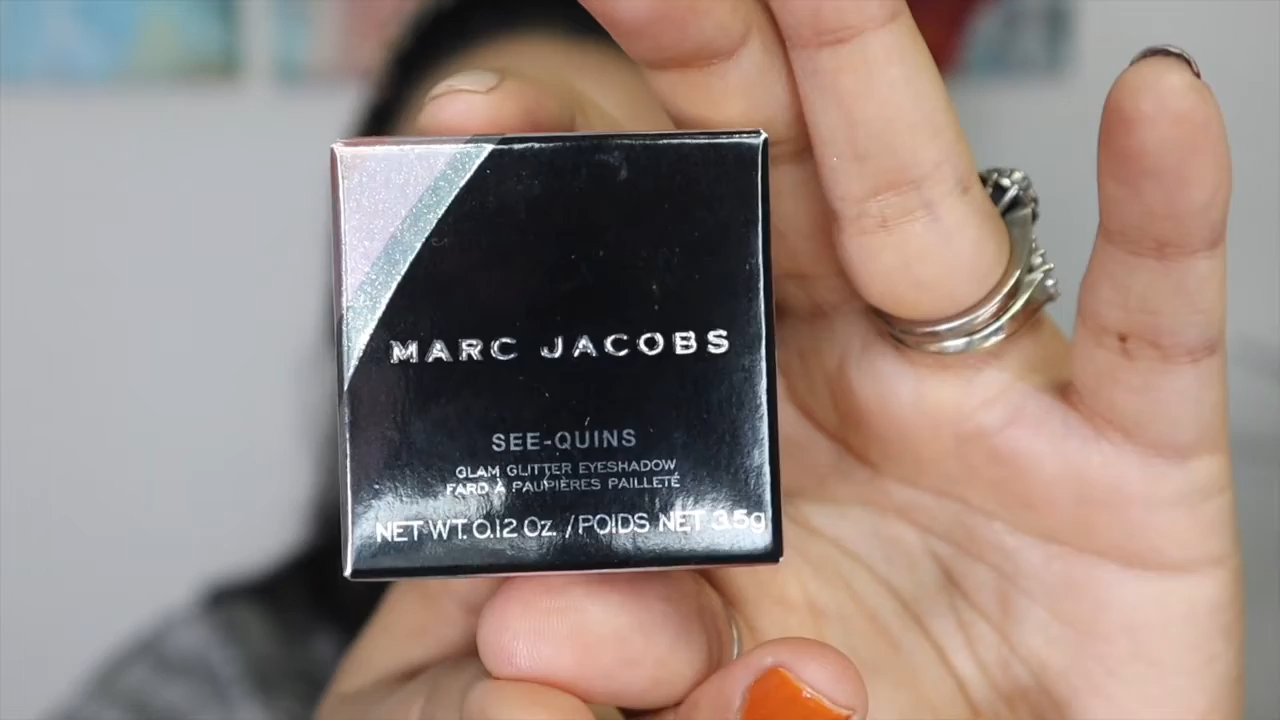 MARC JACOBS
SEE-QUINS
GLAM GLITTER EYESHADOW
FARD À PAUPIÈRES PAILLETÉ
NET WT. 0.12 Oz. / POIDS NET 3.5g